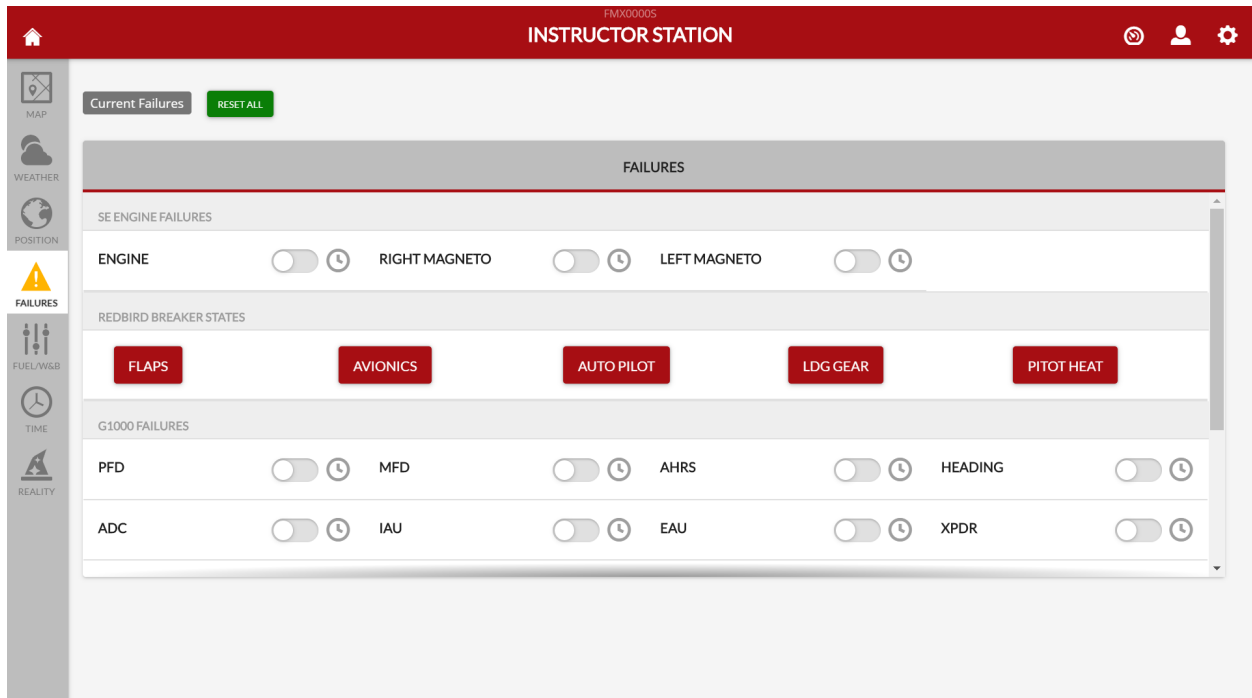 FMX0000S
INSTRUCTOR STATION
MAP
WEATHER
POSITION
FAILURES
FUEL/W&B
TIME
REALITY
Current Failures RESET ALL
FAILURES
SE ENGINE FAILURES
ENGINE RIGHT MAGNETO LEFT MAGNETO
REDBIRD BREAKER STATES
FLAPS AVIONICS AUTO PILOT LDG GEAR PITOT HEAT
G1000 FAILURES
PFD MFD AHRS HEADING
ADC IAU EAU XPDR